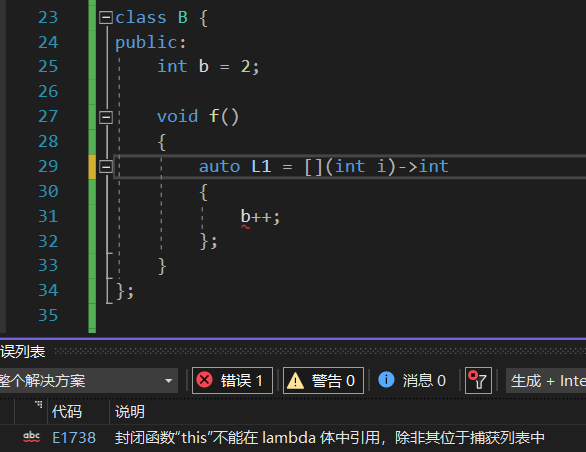 23 class B {
24 public:
25 int b = 2;
26
27 void f()
28 {
29 auto L1 = [](int i)->int
30 {
31 b++;
32 };
33 }
34 };
35
误列表
整个解决方案 错误 1 警告 0 消息 0 生成 + Inte
代码 说明
abc E1738 封闭函数“this”不能在 lambda 体中引用，除非其位于捕获列表中